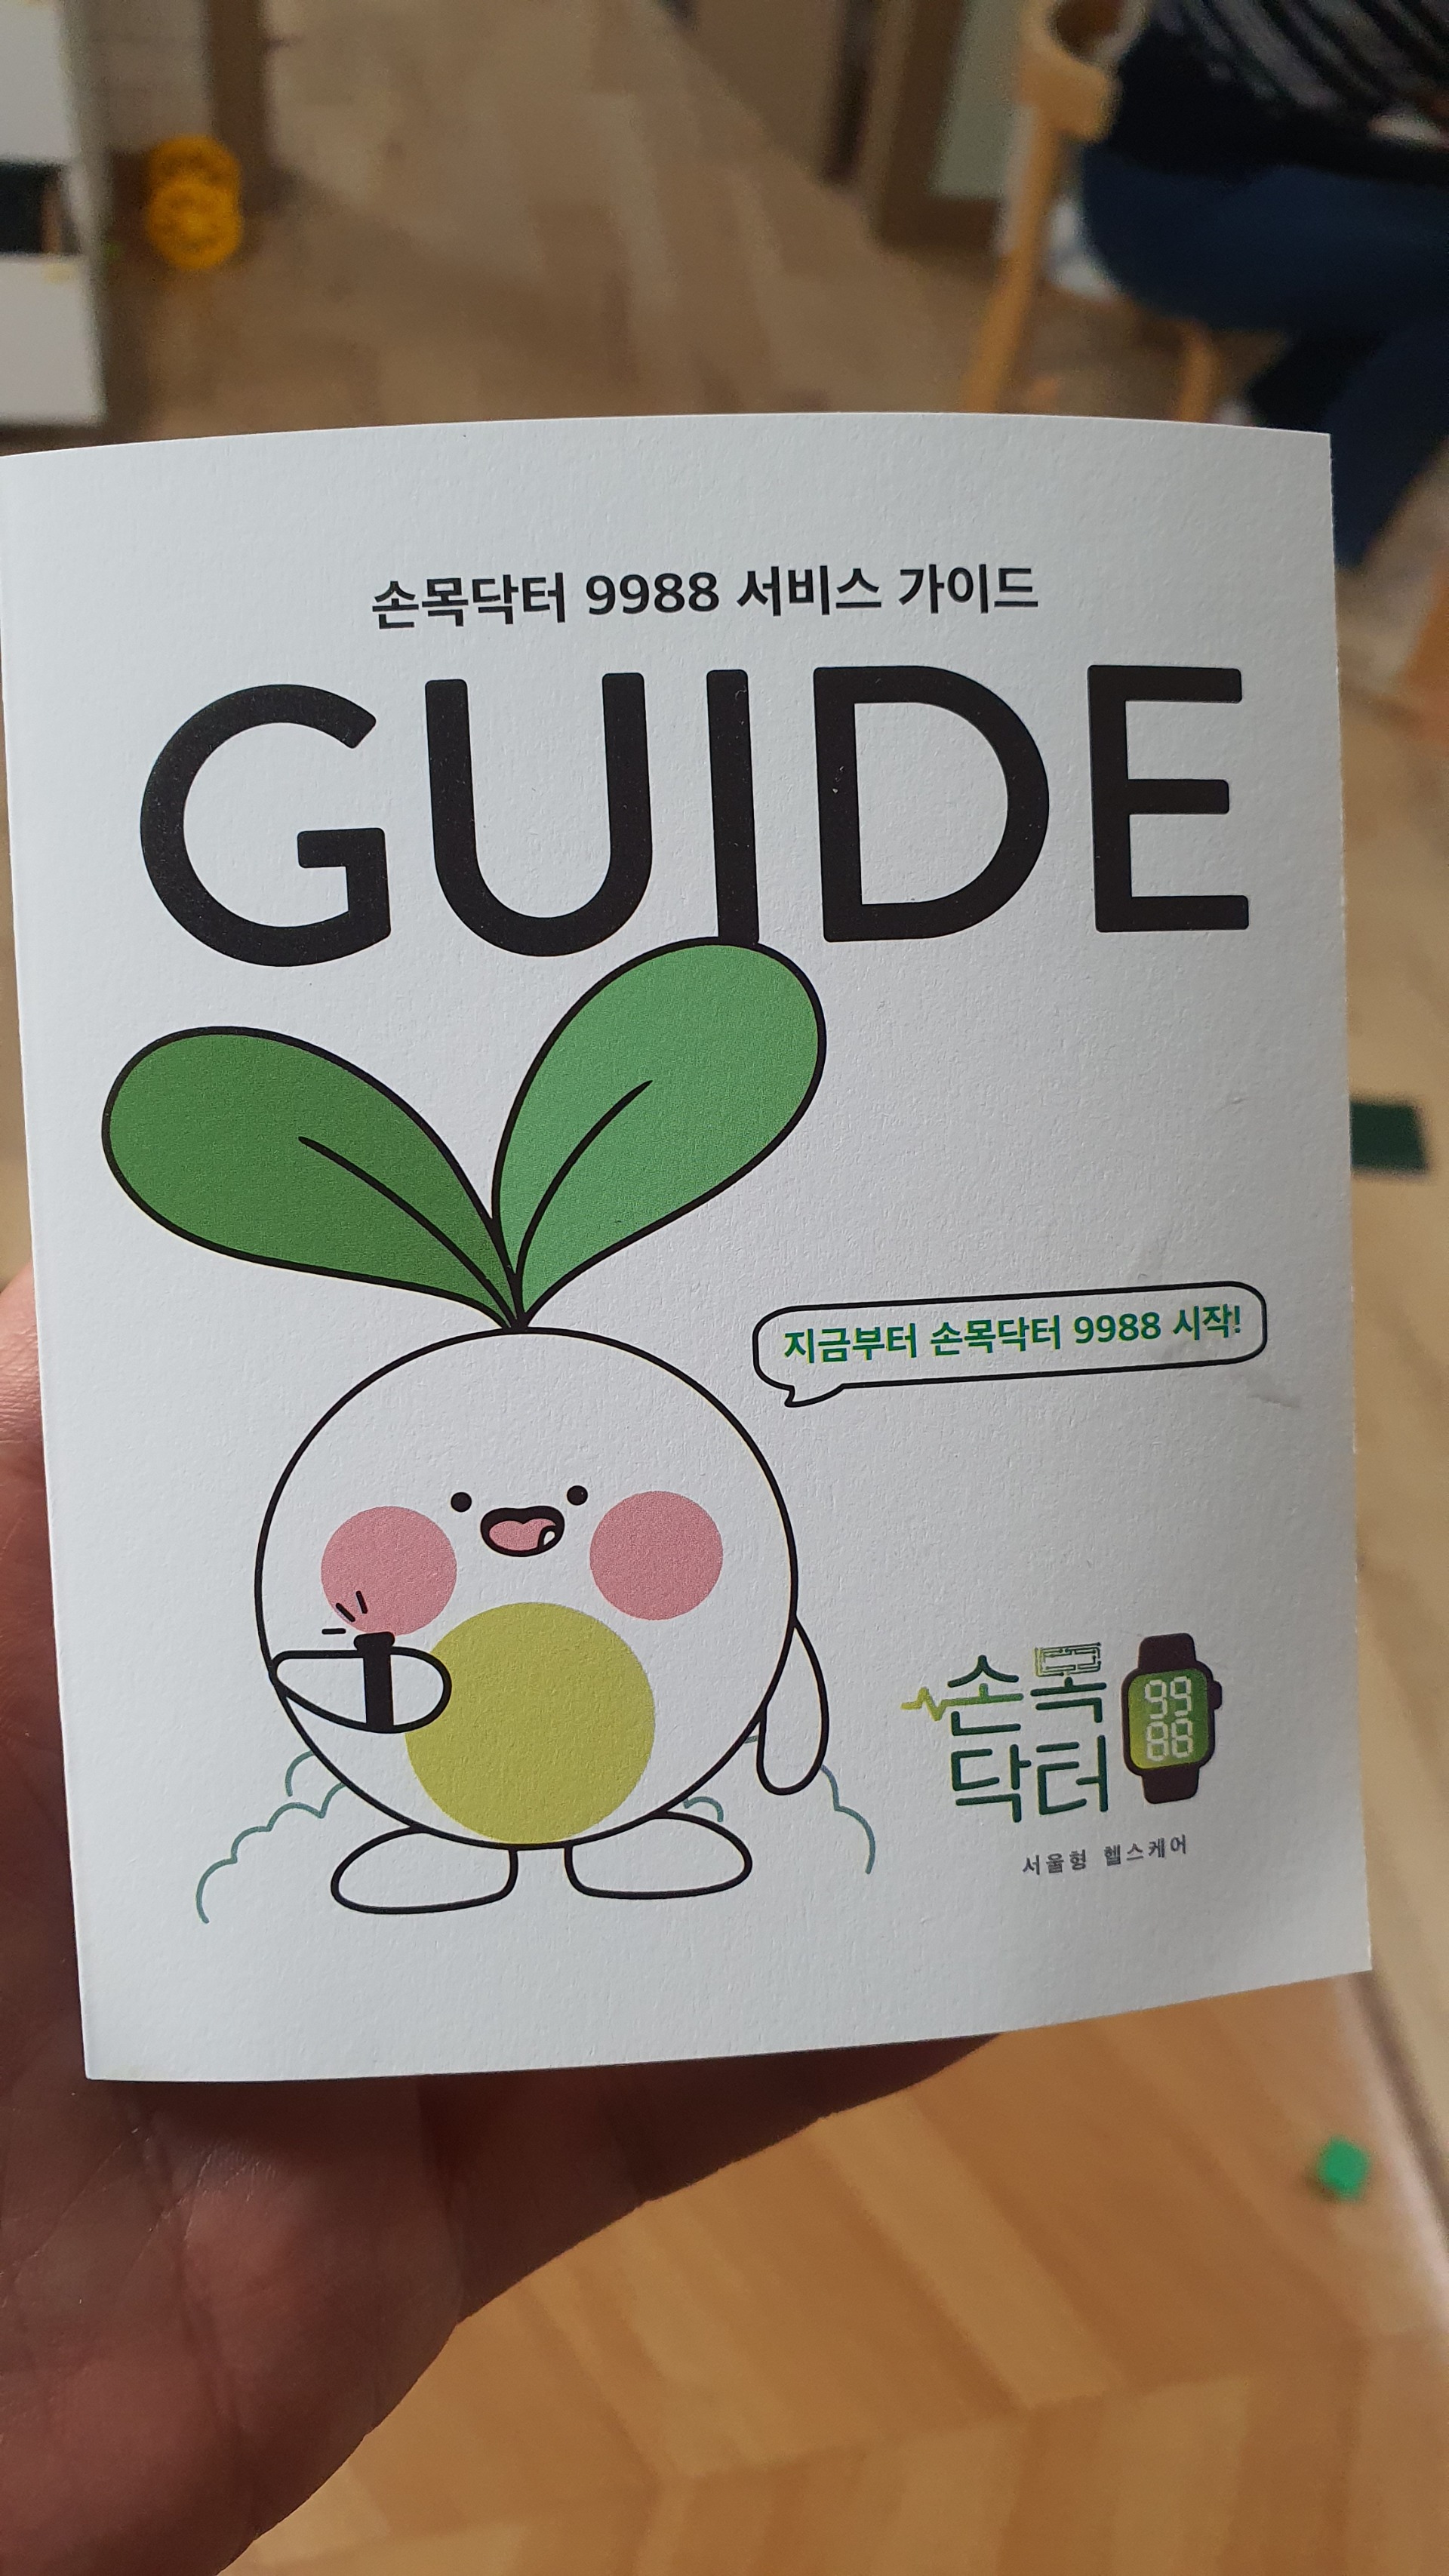 손목닥터 9988 서비스 가이드
GUIDE
지금부터 손목닥터 9988 시작!
손목
닥터
99
88
서울형 헬스케어